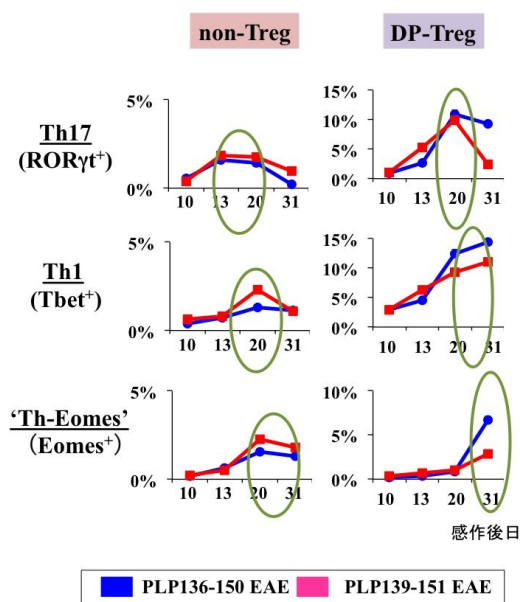 non-Treg DP-Treg
Th17
(RORγt+)
5%
0%
10 13 20 31
15%
10%
5%
0%
10 13 20 31
Th1
(Tbet+)
5%
0%
10 13 20 31
15%
10%
5%
0%
10 13 20 31
‘Th-Eomes’
（Eomes+）
5%
0%
10 13 20 31
10%
5%
0%
10 13 20 31
感作後日
PLP136-150 EAE PLP139-151 EAE